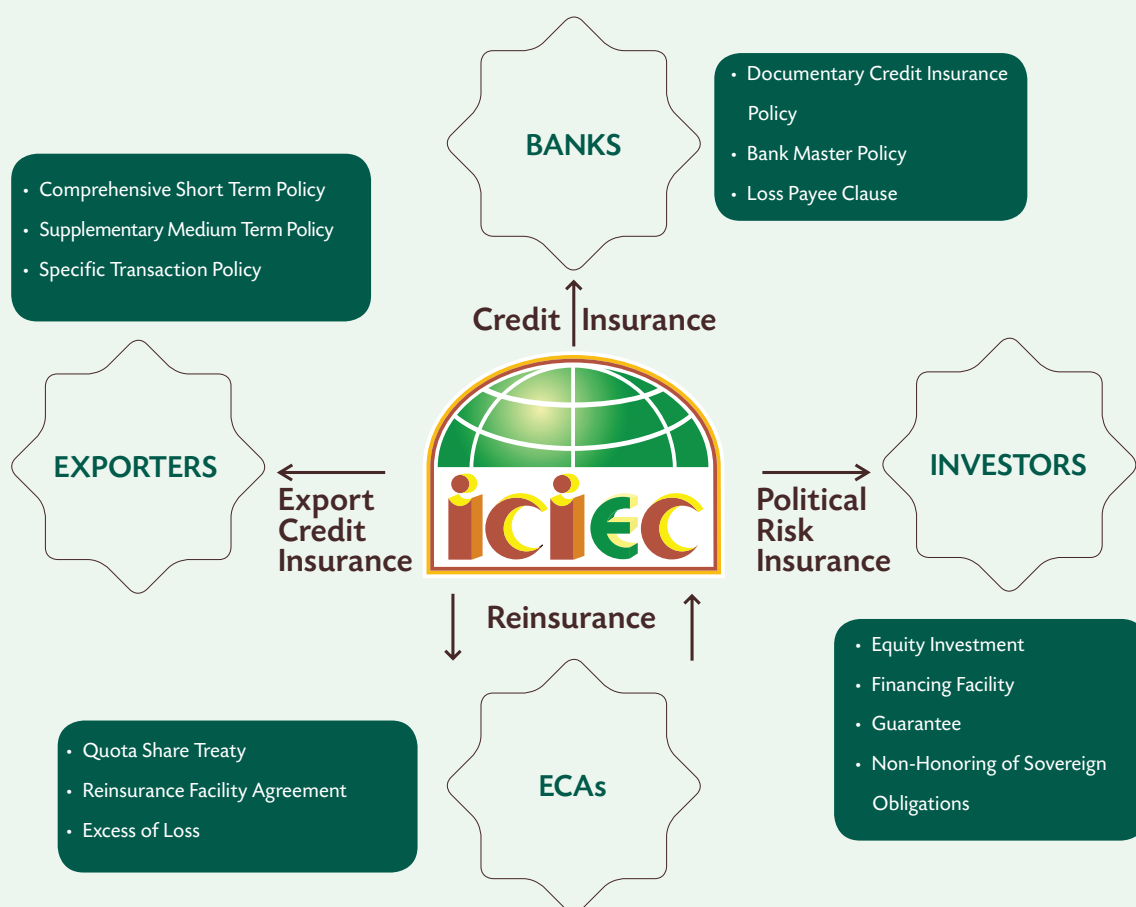 BANKS
• Documentary Credit Insurance
Policy
• Bank Master Policy
• Loss Payee Clause
• Comprehensive Short Term Policy
• Supplementary Medium Term Policy
• Specific Transaction Policy
Credit Insurance
EXPORTERS
Export
Credit
Insurance
iciec
Political
Risk
Insurance
INVESTORS
Reinsurance
• Equity Investment
• Financing Facility
• Guarantee
• Non-Honoring of Sovereign
Obligations
• Quota Share Treaty
• Reinsurance Facility Agreement
• Excess of Loss
ECAs